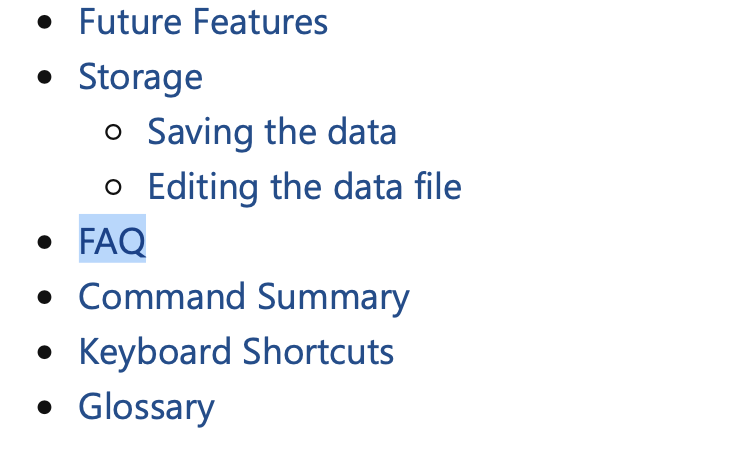 Future Features
Storage
Saving the data
Editing the data file
FAQ
Command Summary
Keyboard Shortcuts
Glossary